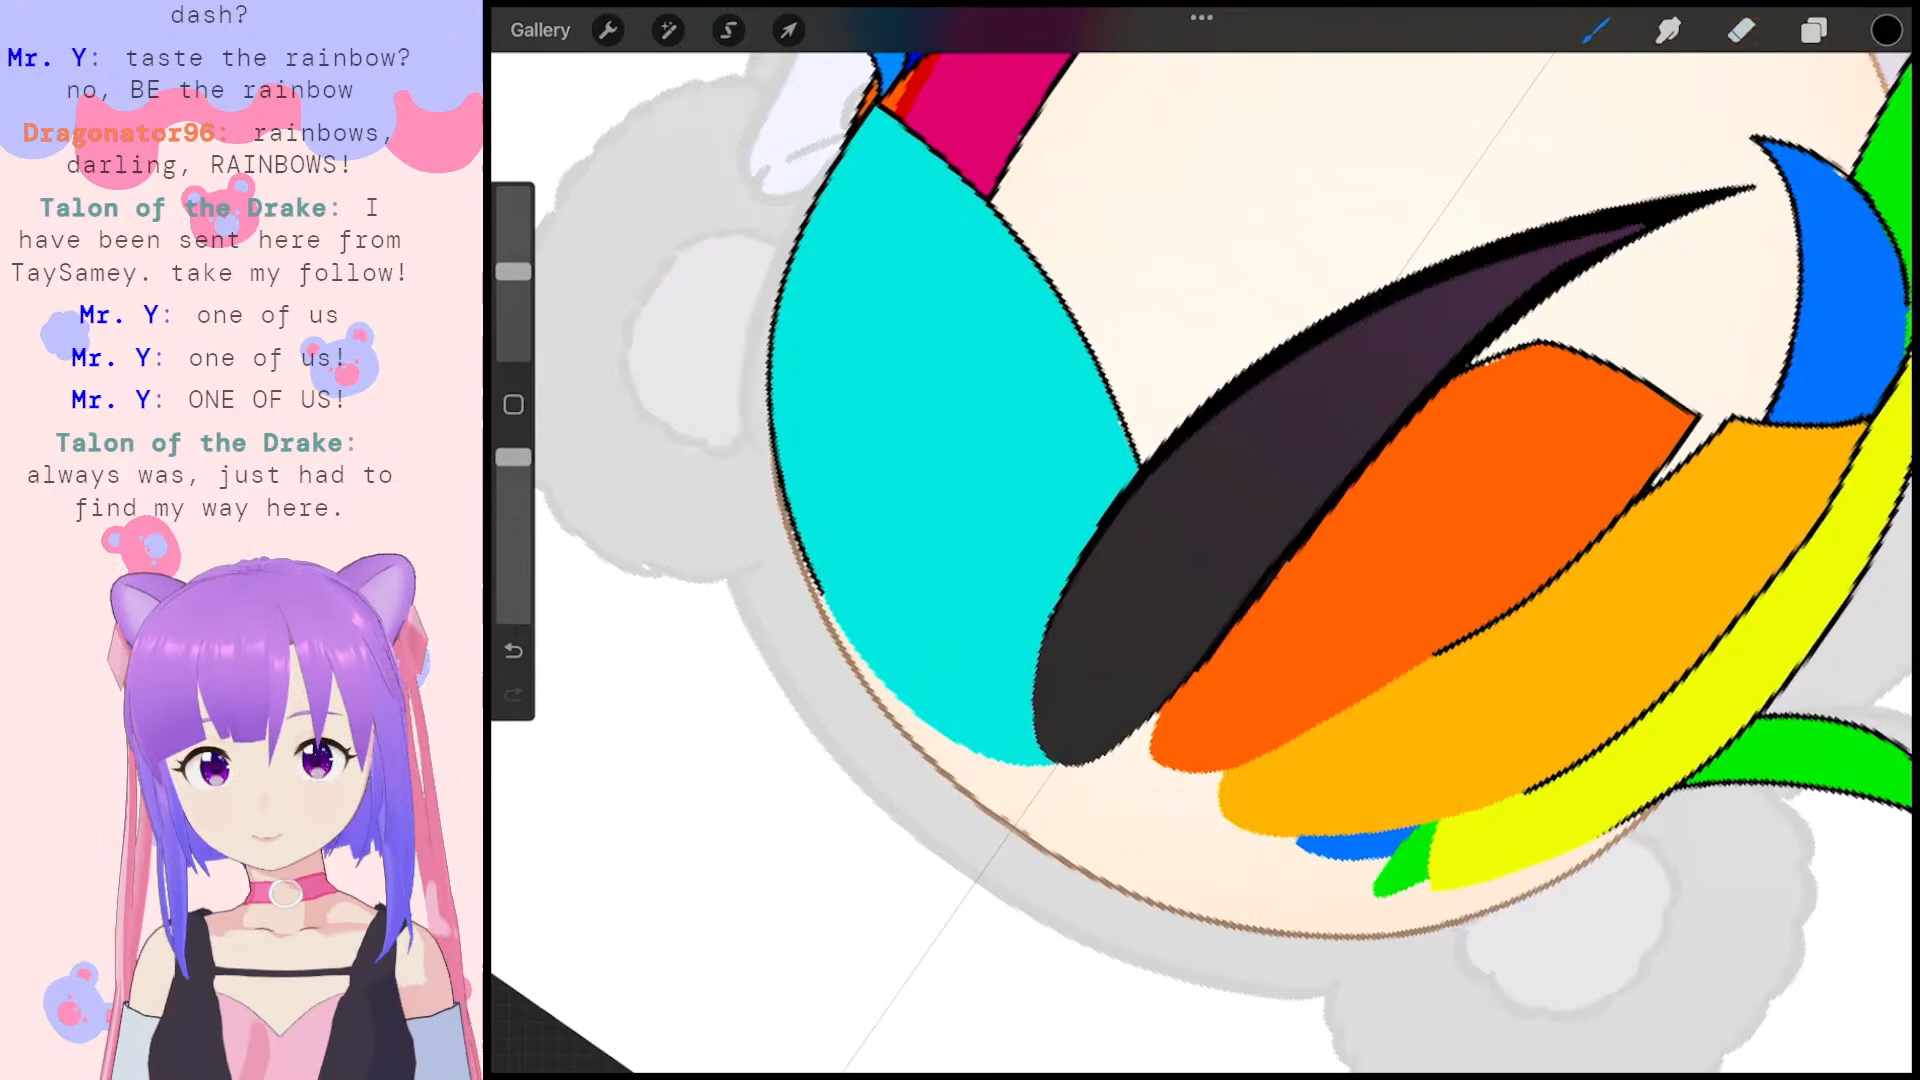 dash?
Mr. Y: taste the rainbow?
no, BE the rainbow
Dragonator96: rainbows,
darling, RAINBOWS!
Talon of the Drake: I
have been sent here from
TaySamey. take my follow!
Mr. Y: one of us
Mr. Y: one of us!
Mr. Y: ONE OF US!
Talon of the Drake:
always was, just had to
find my way here.
Gallery